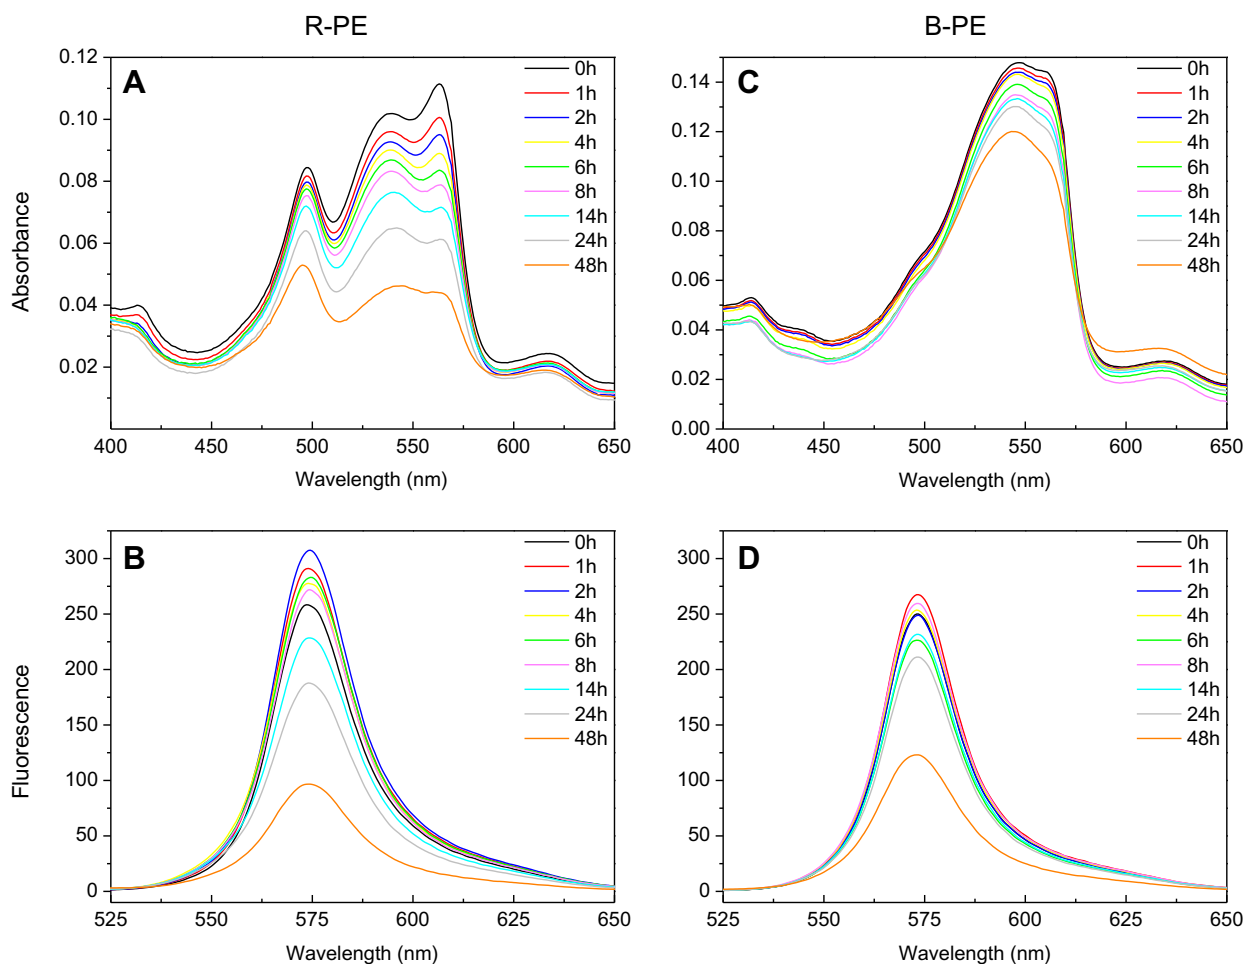 R-PE
B-PE
A
0.12
0.10
0.08
0.06
0.04
0.02
Absorbance
0h
1h
2h
4h
6h
8h
14h
24h
48h
400 450 500 550 600 650
Wavelength (nm)
C
0.14
0.12
0.10
0.08
0.06
0.04
0.02
0.00
0h
1h
2h
4h
6h
8h
14h
24h
48h
400 450 500 550 600 650
Wavelength (nm)
B
300
250
200
150
100
50
0
Fluorescence
0h
1h
2h
4h
6h
8h
14h
24h
48h
525 550 575 600 625 650
Wavelength (nm)
D
300
250
200
150
100
50
0
0h
1h
2h
4h
6h
8h
14h
24h
48h
525 550 575 600 625 650
Wavelength (nm)